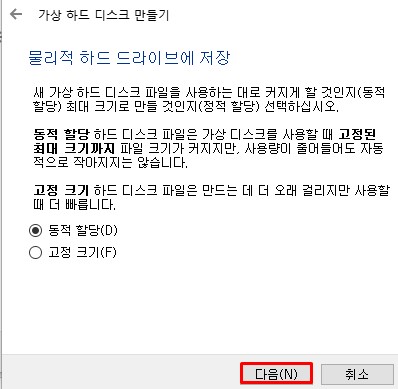 가상 하드 디스크 만들기
물리적 하드 드라이브에 저장
새 가상 하드 디스크 파일을 사용하는 대로 커지게 할 것인지(동적
할당) 최대 크기로 만들 것인지(정적 할당) 선택하십시오.
동적 할당 하드 디스크 파일은 가상 디스크를 사용할 때 고정된
최대 크기까지 파일 크기가 커지지만, 사용량이 줄어들어도 자동
적으로 작아지지는 않습니다.
고정 크기 하드 디스크 파일은 만드는 데 더 오래 걸리지만 사용할
때 더 빠릅니다.
동적 할당(D)
고정 크기(F)
다음(N) 취소